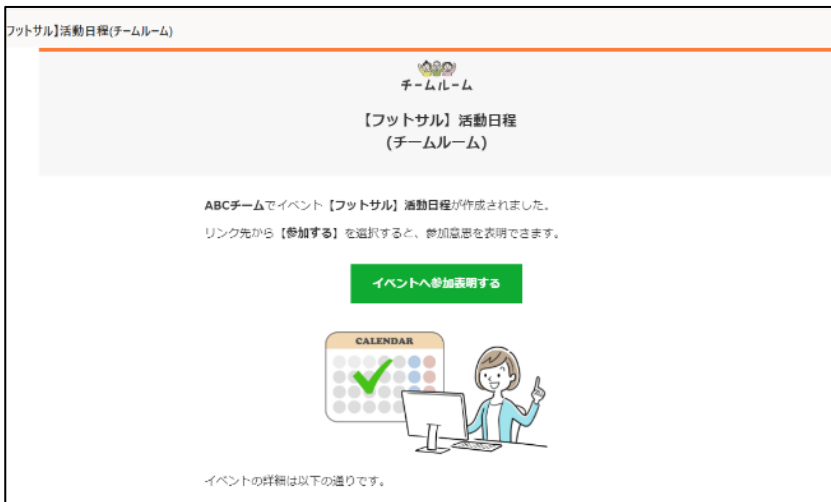 フットサル】活動日程(チームルーム)
チームルーム
【フットサル】活動日程
(チームルーム)
ABCチームでイベント【フットサル】活動日程が作成されました。
リンク先から【参加する】を選択すると、参加意思を表明できます。
イベントへ参加表明する
CALENDAR
イベントの詳細は以下の通りです。